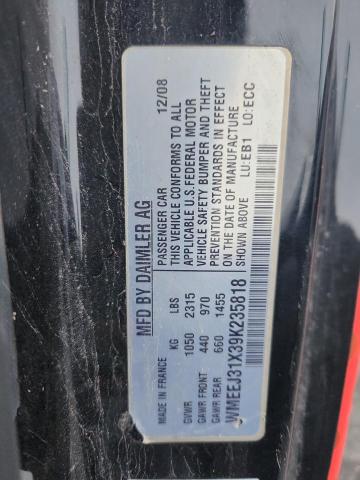 MFD BY DAIMLER AG 12/08
MADE IN FRANCE KG LBS PASSENGER CAR
GVWR 1050 2315 THIS VEHICLE CONFORMS TO ALL
GAWR FRONT 440 970 APPLICABLE U.S. FEDERAL MOTOR
GAWR REAR 660 1455 VEHICLE SAFETY BUMPER AND THEFT
PREVENTION STANDARDS IN EFFECT
ON THE DATE OF MANUFACTURE
SHOWN ABOVE
WMEEJ31X39K235818 LU:EB1 LO:ECC